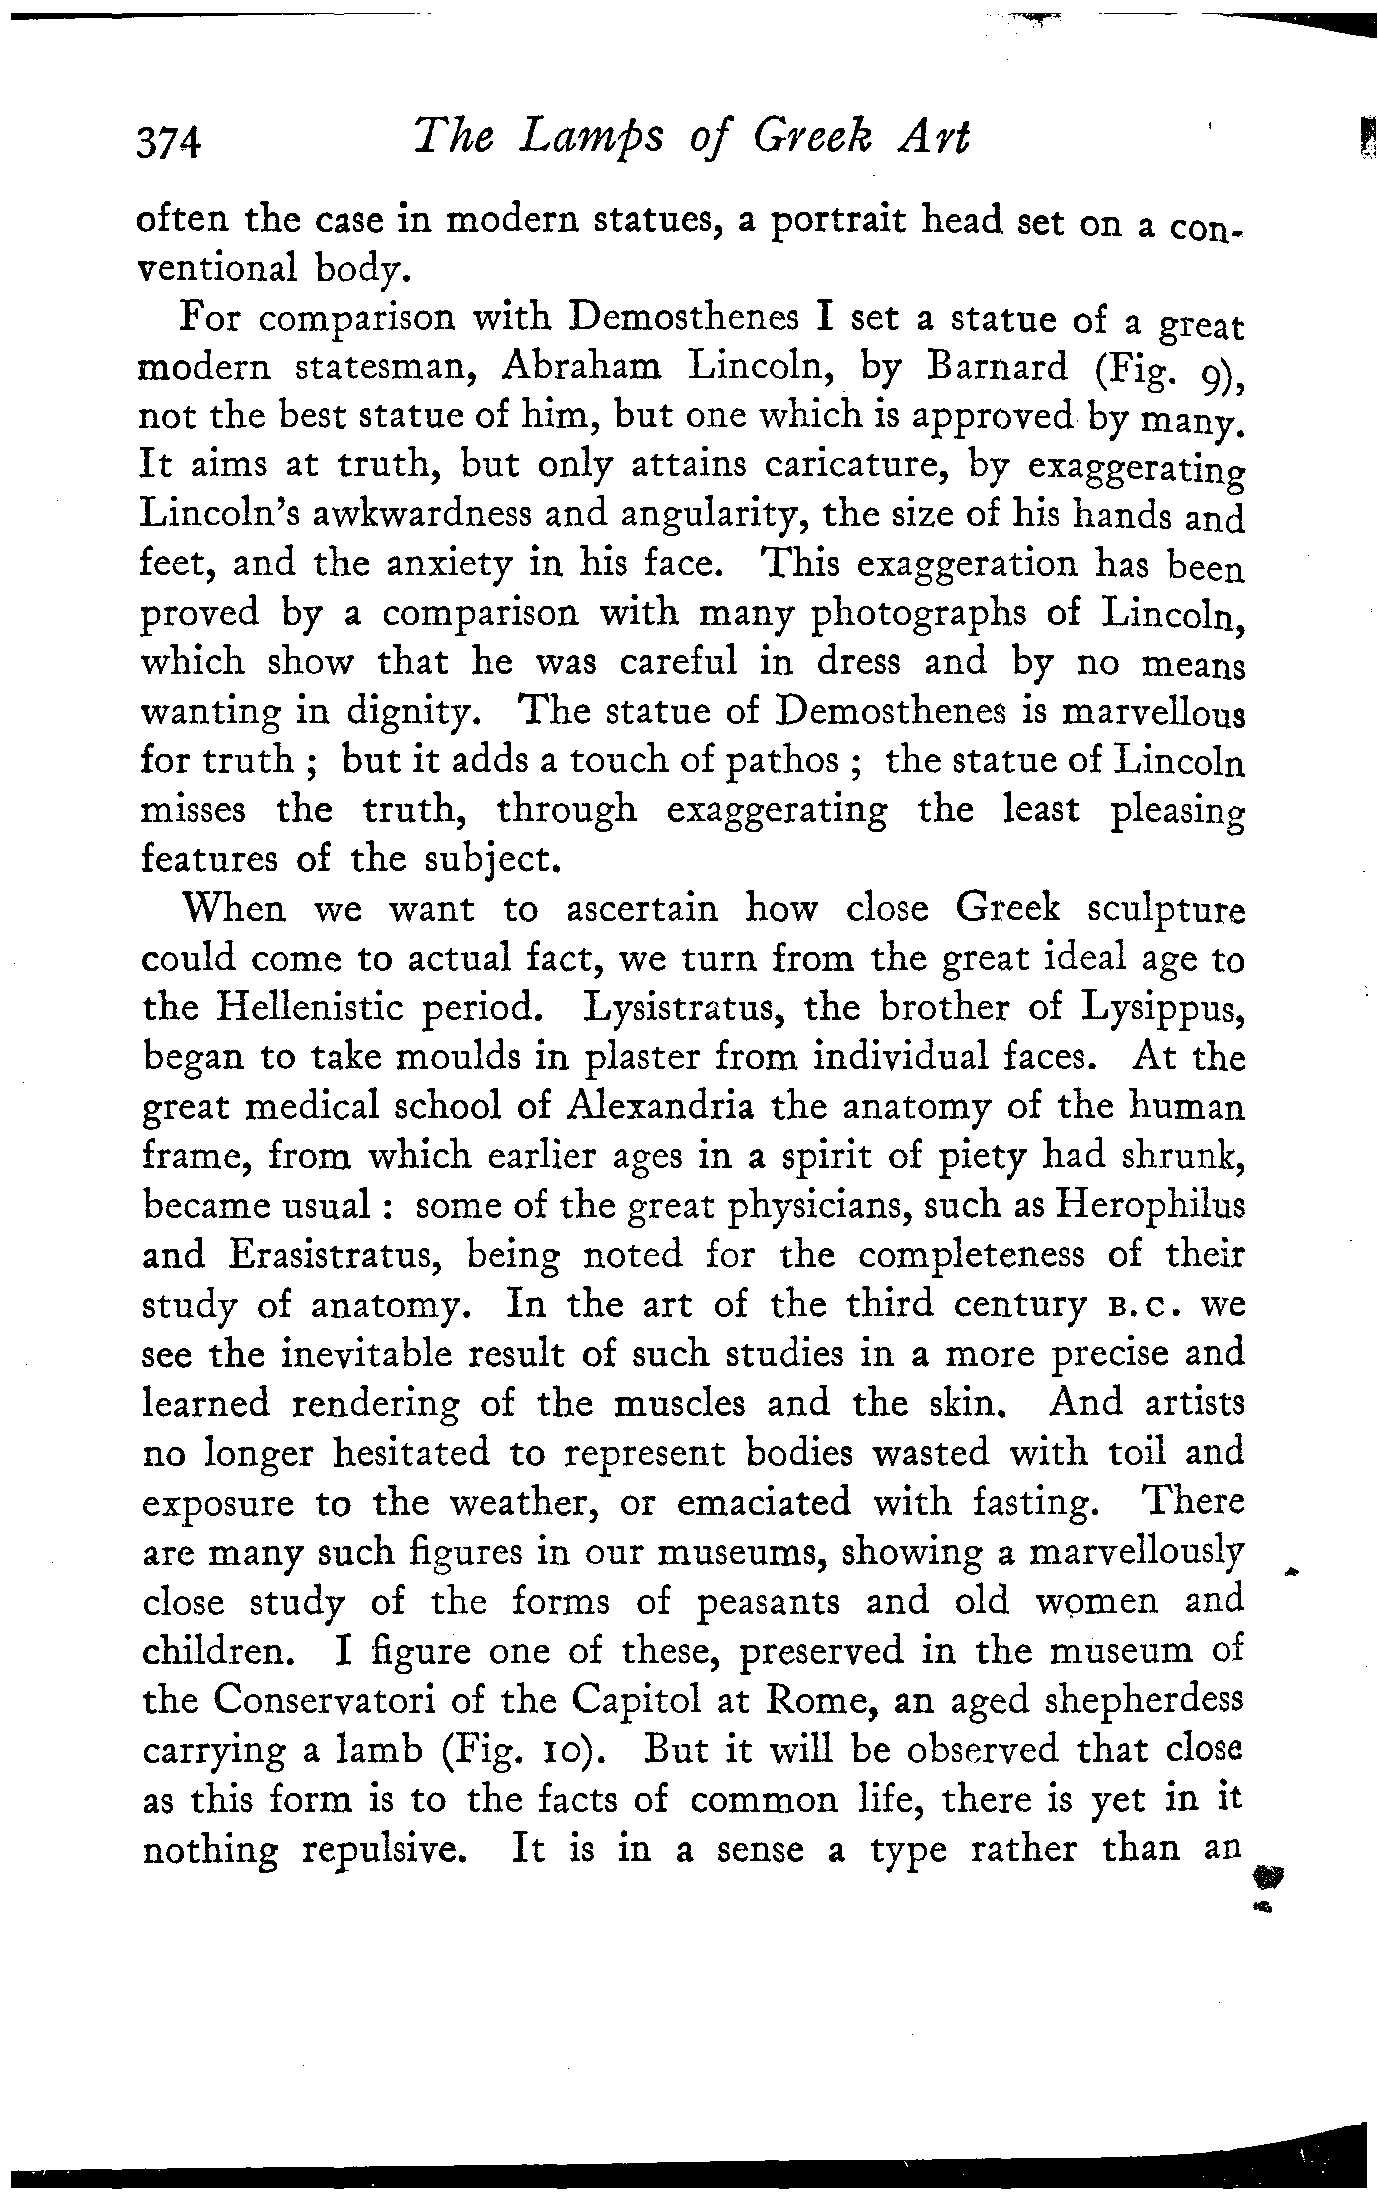 374 The Lamps of Greek Art
often the case in modern statues, a portrait head set on a con-
ventional body.
For comparison with Demosthenes I set a statue of a great
modern statesman, Abraham Lincoln, by Barnard (Fig. 9),
not the best statue of him, but one which is approved by many.
It aims at truth, but only attains caricature, by exaggerating
Lincoln's awkwardness and angularity, the size of his hands and
feet, and the anxiety in his face. This exaggeration has been
proved by a comparison with many photographs of Lincoln,
which show that he was careful in dress and by no means
wanting in dignity. The statue of Demosthenes is marvellous
for truth ; but it adds a touch of pathos ; the statue of Lincoln
misses the truth, through exaggerating the least pleasing
features of the subject.
When we want to ascertain how close Greek sculpture
could come to actual fact, we turn from the great ideal age to
the Hellenistic period. Lysistratus, the brother of Lysippus,
began to take moulds in plaster from individual faces. At the
great medical school of Alexandria the anatomy of the human
frame, from which earlier ages in a spirit of piety had shrunk,
became usual : some of the great physicians, such as Herophilus
and Erasistratus, being noted for the completeness of their
study of anatomy. In the art of the third century B.C. we
see the inevitable result of such studies in a more precise and
learned rendering of the muscles and the skin. And artists
no longer hesitated to represent bodies wasted with toil and
exposure to the weather, or emaciated with fasting. There
are many such figures in our museums, showing a marvellously
close study of the forms of peasants and old women and
children. I figure one of these, preserved in the museum of
the Conservatori of the Capitol at Rome, an aged shepherdess
carrying a lamb (Fig. 10). But it will be observed that close
as this form is to the facts of common life, there is yet in it
nothing repulsive. It is in a sense a type rather than an